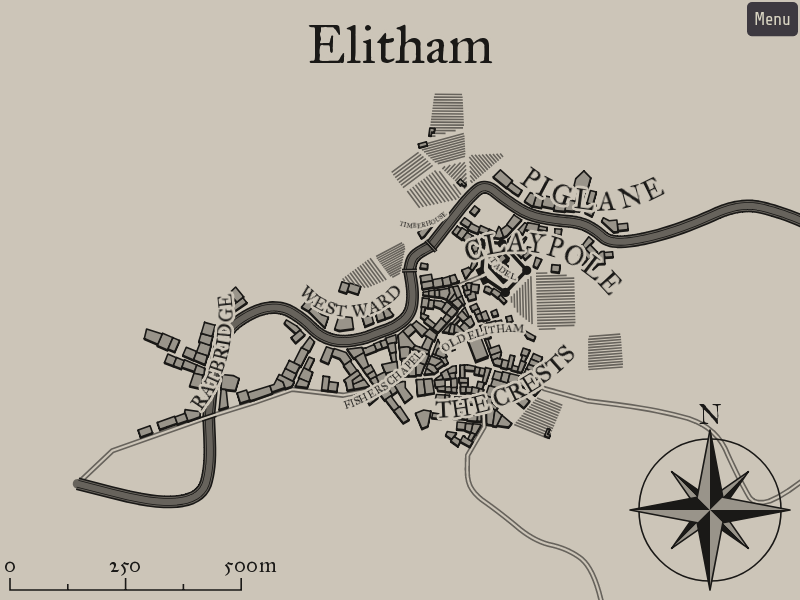 Menu
Elitham
PIGLANE
TIMBERHOUSE
CLAYPOLE
CITADEL
WEST WARD
RATBRIDGE
OLD ELITHAM
FISHERS CHAPEL
THE CRESTS
N
0 250 500m